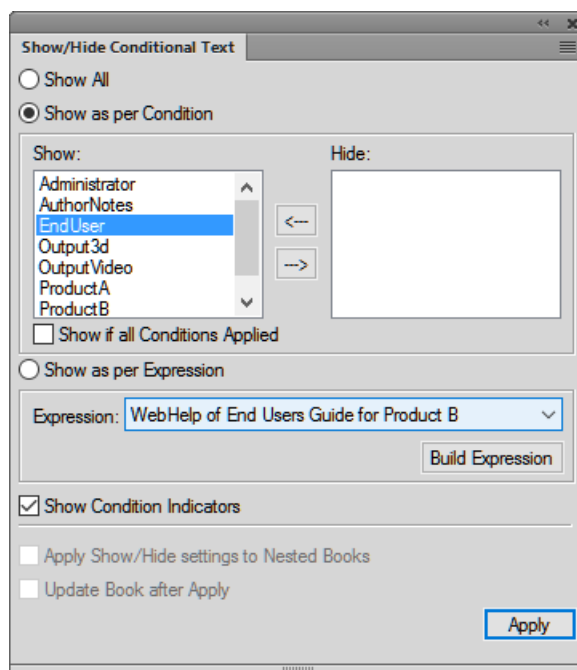 Show/Hide Conditional Text
Show All
Show as per Condition
Show: Hide:
Administrator
AuthorNotes
EndUser
Output3d
OutputVideo
ProductA
ProductB
<---
--->
Show if all Conditions Applied
Show as per Expression
Expression: WebHelp of End Users Guide for Product B
Build Expression
Show Condition Indicators
Apply Show/Hide settings to Nested Books
Update Book after Apply
Apply